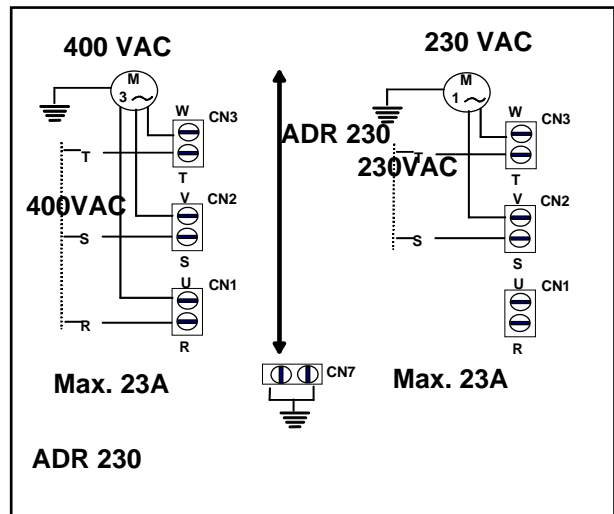 400 VAC
M
3
W
CN3
T
T
400VAC
V
CN2
S
S
U
CN1
R
R
Max. 23A
ADR 230
CN7
230 VAC
M
1
W
CN3
T
230VAC
T
V
CN2
S
S
U
CN1
R
Max. 23A
ADR 230